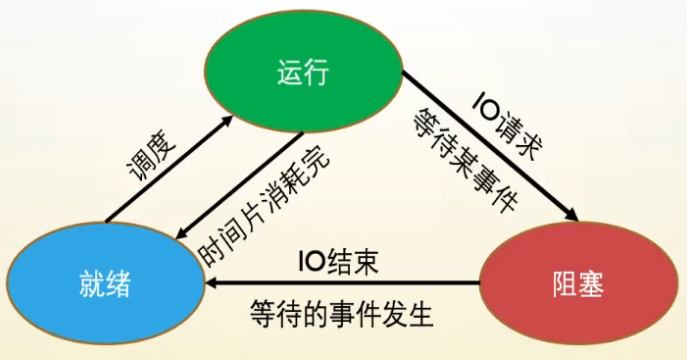 运行
IO请求
等待某事件
调度
时间片消耗完
就绪
IO结束
等待的事件发生
阻塞